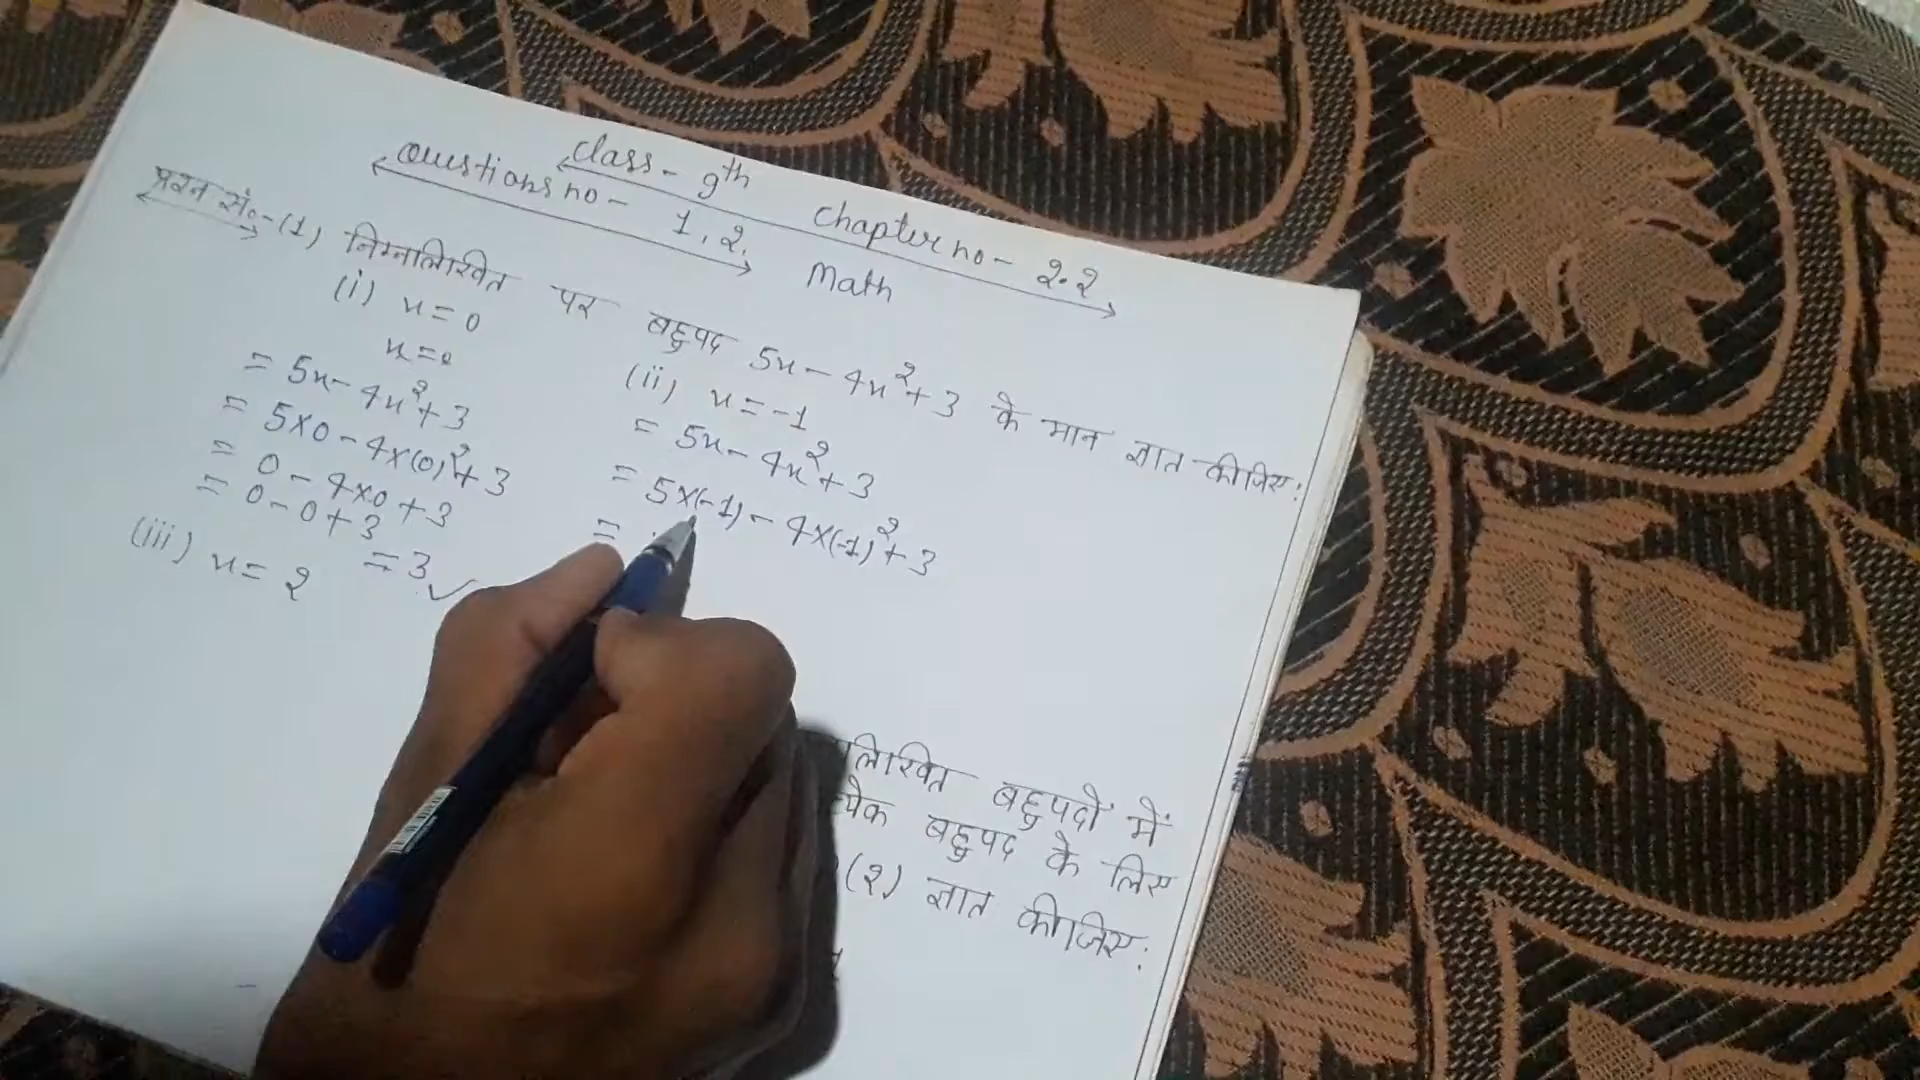 class - 9th chapter no - 2.2
questions no - 1, 2. Math
प्रश्न सं०-(1) निम्नलिखित पर बहुपद 5x - 4x²+3 के मान ज्ञात कीजिए:
(i) x = 0
x = 0
= 5x - 4x²+3
= 5×0 - 4×(0)²+3
= 0 - 4×0 + 3
= 0 - 0 + 3
= 3 ✓
(ii) x = -1
= 5x - 4x²+3
= 5×(-1) - 4×(-1)²+3
=
(iii) x = 2
लिखित बहुपदों में
बहुपद के लिए
(2) ज्ञात कीजिए: